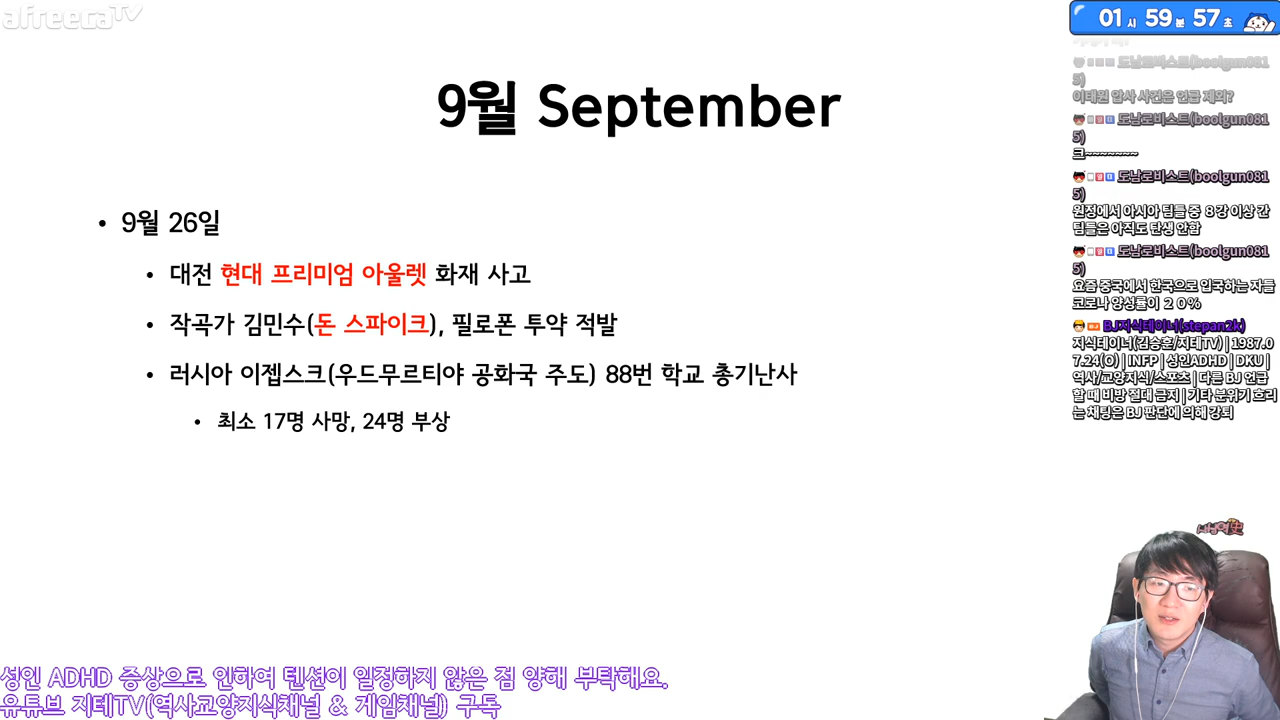 afreecaTV
01시 59분 57초
9월 September
• 9월 26일
• 대전 현대 프리미엄 아울렛 화재 사고
• 작곡가 김민수(돈 스파이크), 필로폰 투약 적발
• 러시아 이젭스크(우드무르티야 공화국 주도) 88번 학교 총기난사
• 최소 17명 사망, 24명 부상
도남로비스트(boolgun081
5)
이태원 압사 사건은 언급 제외?
도남로비스트(boolgun081
5)
크~~~~~~~
도남로비스트(boolgun081
5)
원정에서 아시아 팀들 중 8강 이상 간
팀들은 아직도 탄생 안함
도남로비스트(boolgun081
5)
요즘 중국에서 한국으로 입국하는 자들
코로나 양성률이 20%
BJ지식테이너(stepan2k)
지식테이너(김승훈/지테TV) | 1987.0
7.24(O) | INFP | 성인ADHD | DKU |
역사/교양지식/스포츠 | 다른 BJ 언급
할 때 비방 절대 금지 | 기타 분위기 흐리
는 채팅은 BJ 판단에 의해 강퇴
성인 ADHD 증상으로 인하여 텐션이 일정하지 않은 점 양해 부탁해요.
유튜브 지테TV(역사교양지식채널 & 게임채널) 구독